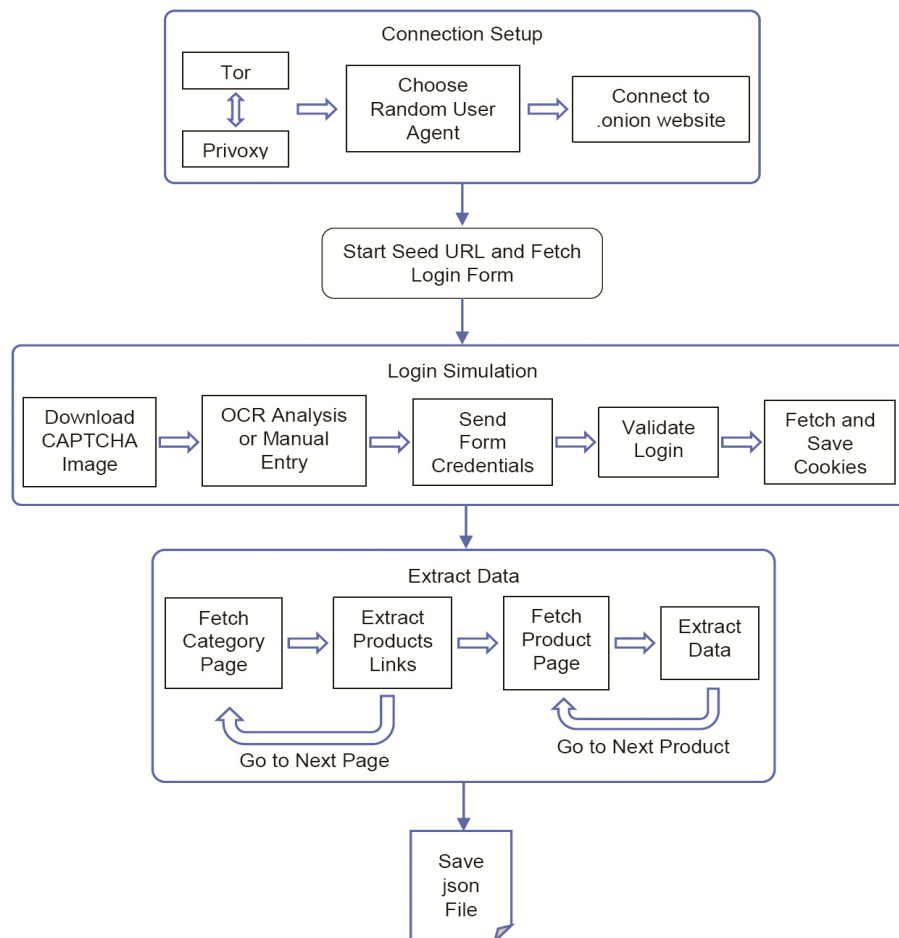 Connection Setup
Tor
Privoxy
Choose
Random User
Agent
Connect to
.onion website
Start Seed URL and Fetch
Login Form
Login Simulation
Download
CAPTCHA
Image
OCR Analysis
or Manual
Entry
Send
Form
Credentials
Validate
Login
Fetch and
Save
Cookies
Extract Data
Fetch
Category
Page
Extract
Products
Links
Fetch
Product
Page
Extract
Data
Go to Next Page
Go to Next Product
Save
json
File